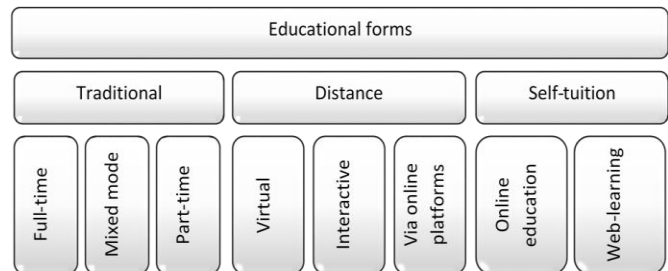 Educational forms
Traditional
Distance
Self-tuition
Full-time
Mixed mode
Part-time
Virtual
Interactive
Via online
platforms
Online
education
Web-learning